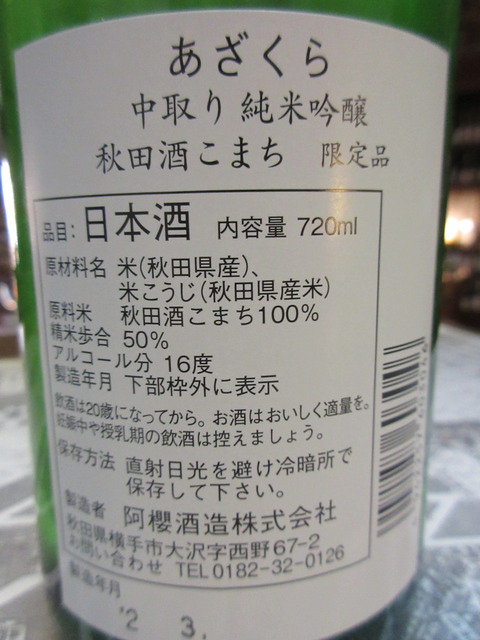 あざくら
中取り 純米吟醸
秋田酒こまち 限定品
品目：日本酒 内容量 720ml
原材料名 米（秋田県産）、
米こうじ（秋田県産米）
原料米 秋田酒こまち100％
精米歩合 50％
アルコール分 16度
製造年月 下部枠外に表示
飲酒は20歳になってから。お酒はおいしく適量を。
妊娠中や授乳期の飲酒は控えましょう。
保存方法 直射日光を避け冷暗所で
保存して下さい。
製造者 阿櫻酒造株式会社
秋田県横手市大沢字西野67-2
お問い合わせ TEL0182-32-0126
製造年月
'2 3.